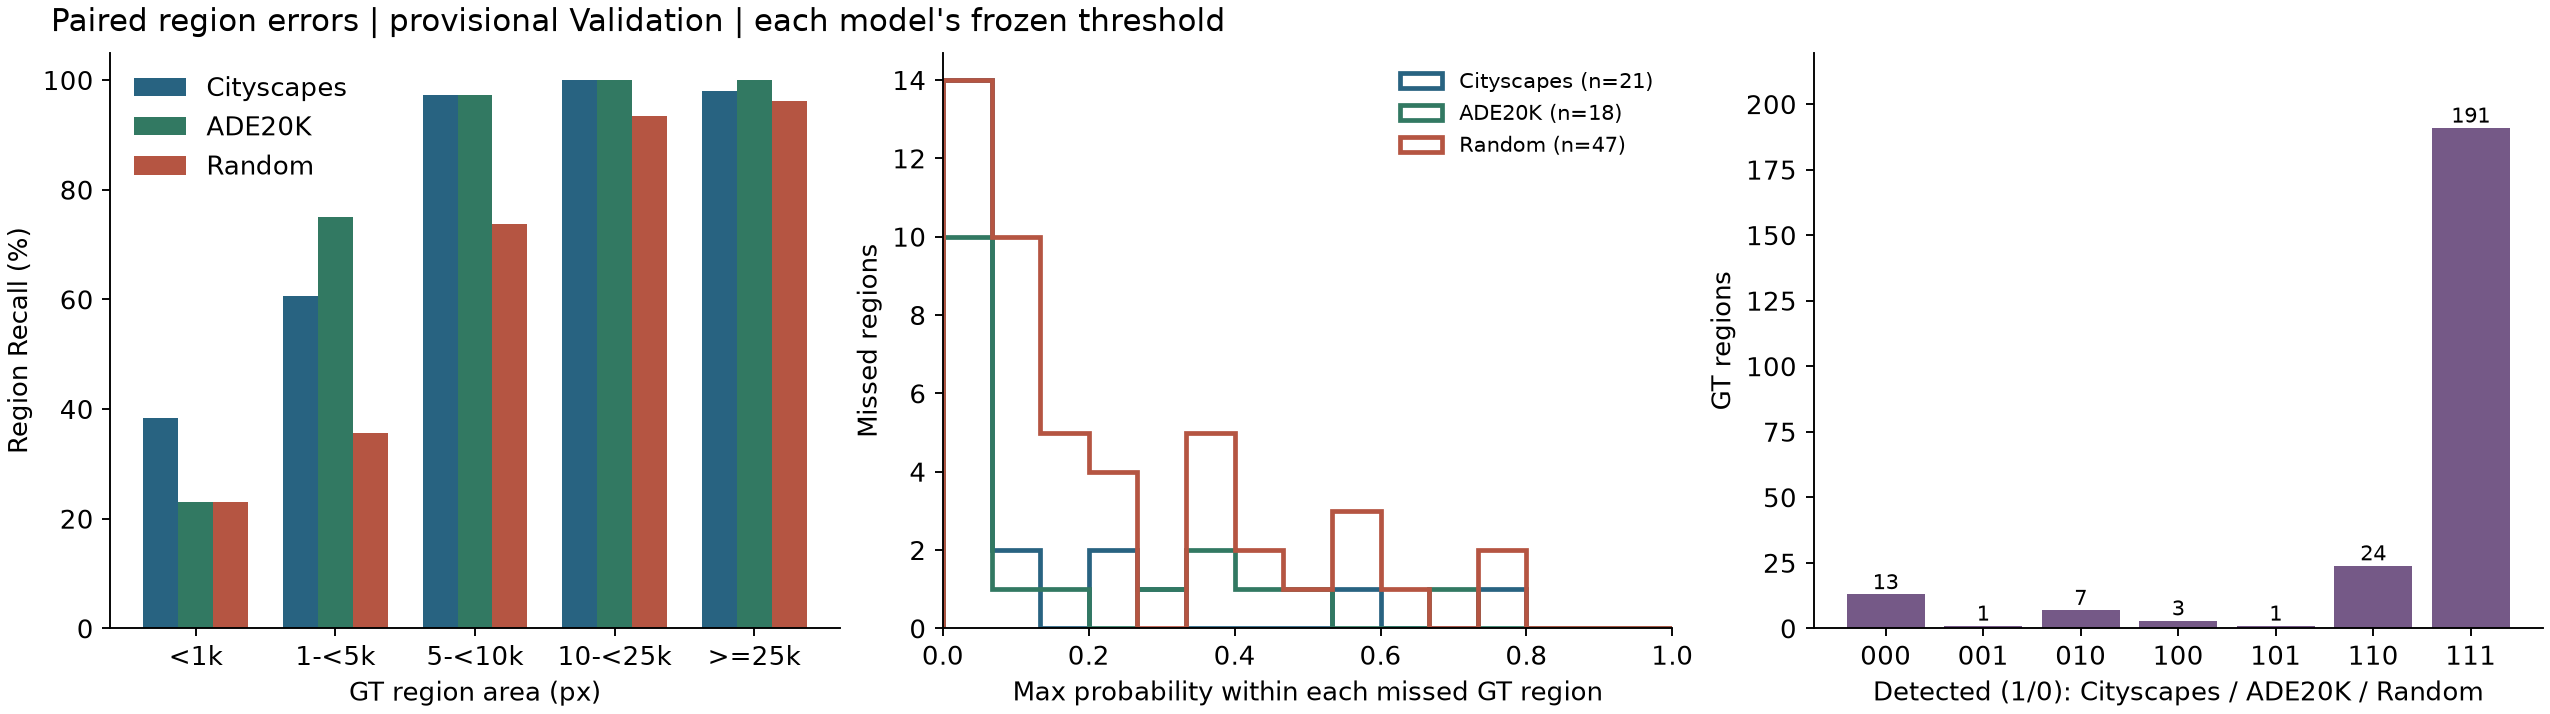 Paired region errors | provisional Validation | each model's frozen threshold
Region Recall (%)
100
80
60
40
20
0
Cityscapes
ADE20K
Random
<1k
1-<5k
5-<10k
10-<25k
>=25k
GT region area (px)
Missed regions
14
12
10
8
6
4
2
0
Cityscapes (n=21)
ADE20K (n=18)
Random (n=47)
0.0
0.2
0.4
0.6
0.8
1.0
Max probability within each missed GT region
GT regions
200
175
150
125
100
75
50
25
0
13
1
7
3
1
24
191
000
001
010
100
101
110
111
Detected (1/0): Cityscapes / ADE20K / Random